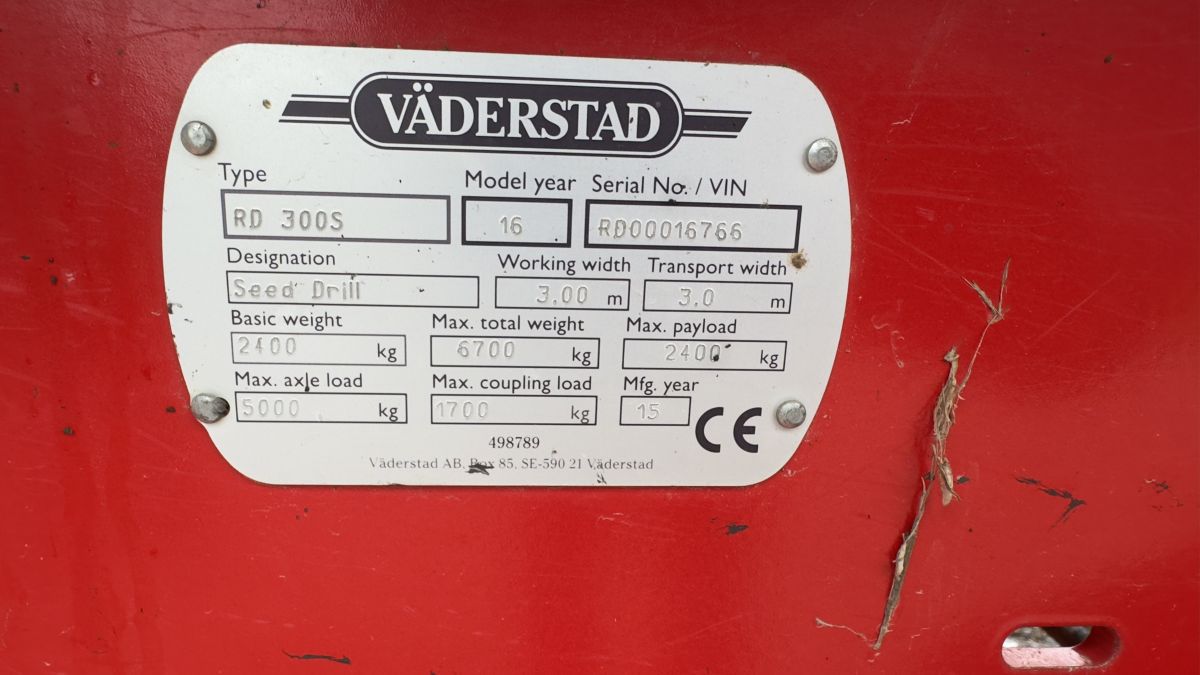 VÄDERSTAD
Type Model year Serial No. / VIN
RD 300S 16 RD00016766
Designation Working width Transport width
Seed Drill 3,00 m 3,0 m
Basic weight Max. total weight Max. payload
2400 kg 6700 kg 2400 kg
Max. axle load Max. coupling load Mfg. year
5000 kg 1700 kg 15 CE
498789
Väderstad AB, Box 85, SE-590 21 Väderstad